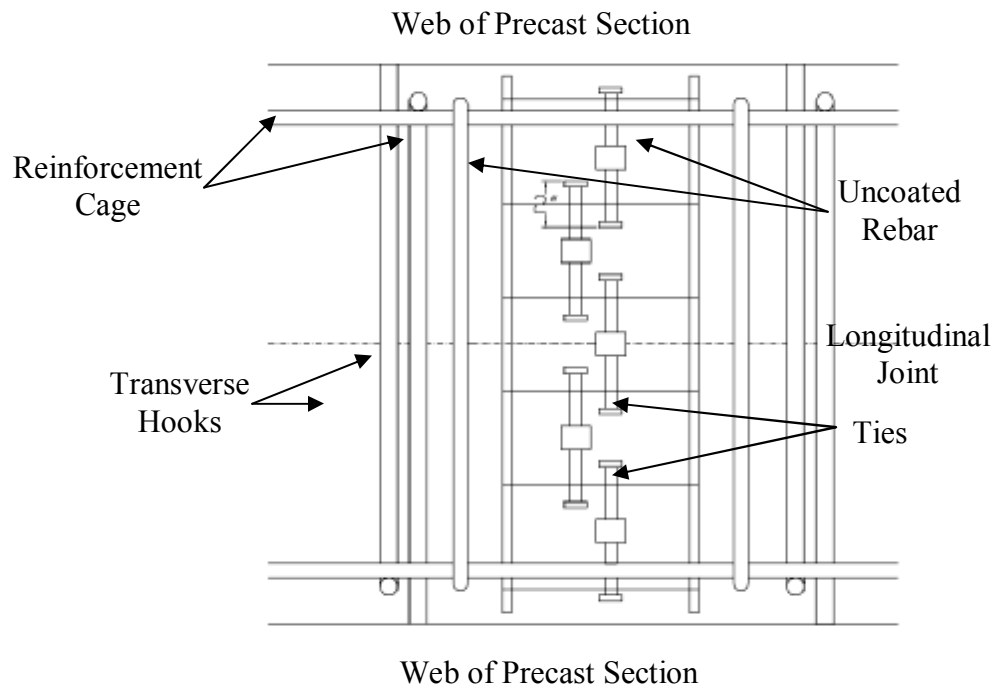 Web of Precast Section
Reinforcement
Cage
Uncoated
Rebar
Longitudinal
Joint
Transverse
Hooks
Ties
Web of Precast Section